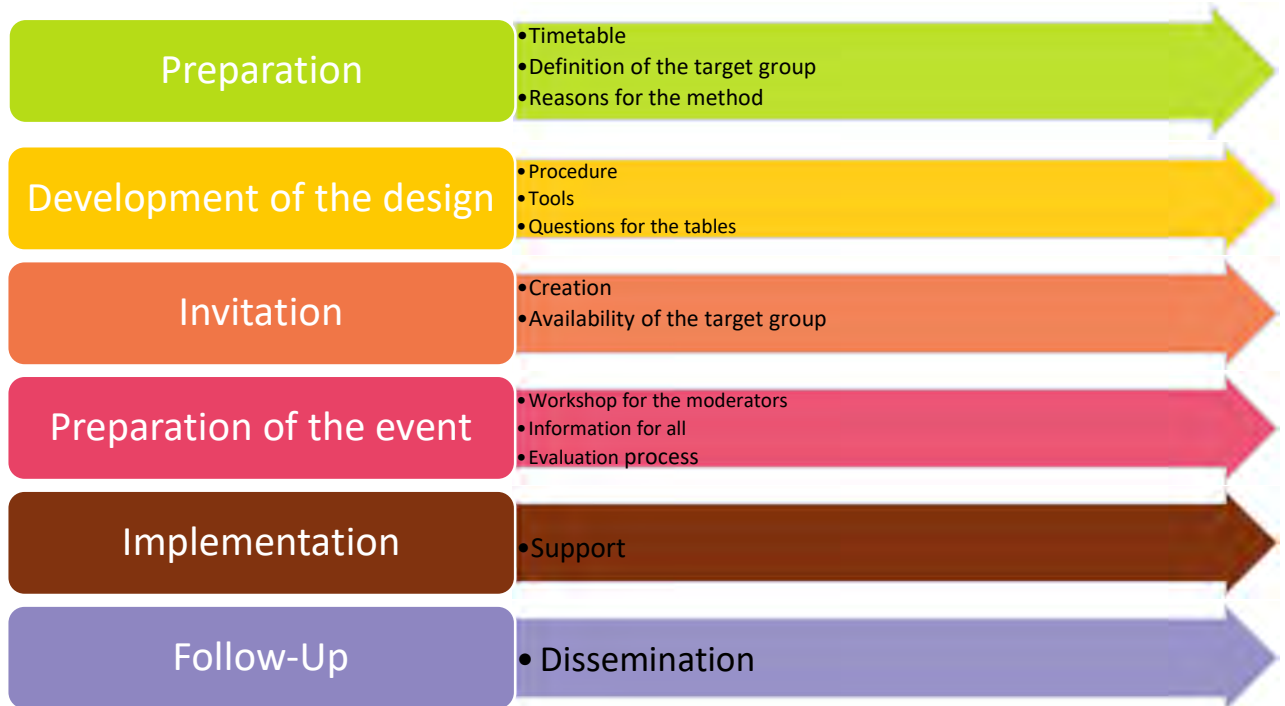 Preparation
•Timetable
•Definition of the target group
•Reasons for the method
Development of the design
•Procedure
•Tools
•Questions for the tables
Invitation
•Creation
•Availability of the target group
Preparation of the event
•Workshop for the moderators
•Information for all
•Evaluation process
Implementation
•Support
Follow-Up
• Dissemination